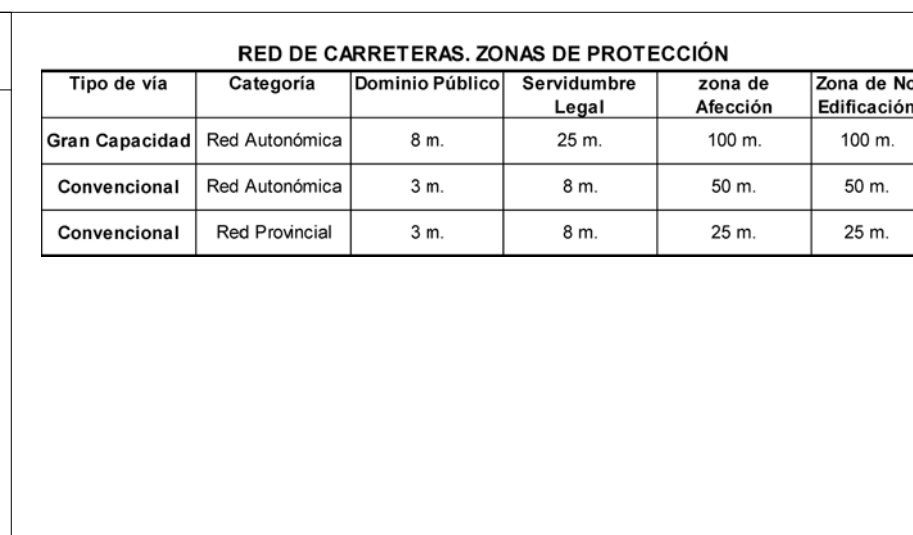 RED DE CARRETERAS. ZONAS DE PROTECCIÓN
Tipo de vía Categoría Dominio Público Servidumbre Legal zona de Afección Zona de No Edificación
Gran Capacidad Red Autonómica 8 m. 25 m. 100 m. 100 m.
Convencional Red Autonómica 3 m. 8 m. 50 m. 50 m.
Convencional Red Provincial 3 m. 8 m. 25 m. 25 m.